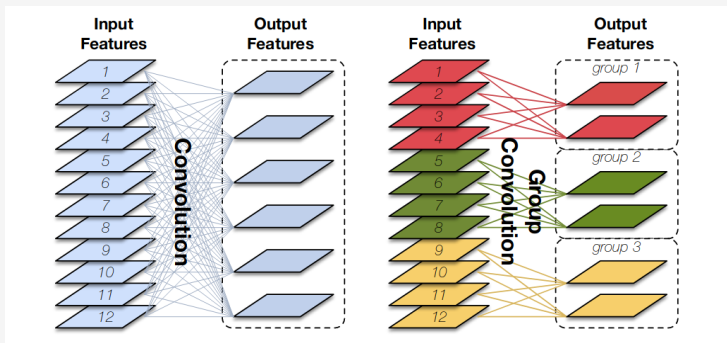 Input
Features
Output
Features
1
2
3
4
5
6
7
8
9
10
11
12
Convolution
Input
Features
Output
Features
1
2
3
4
5
6
7
8
9
10
11
12
Group
Convolution
group 1
group 2
group 3